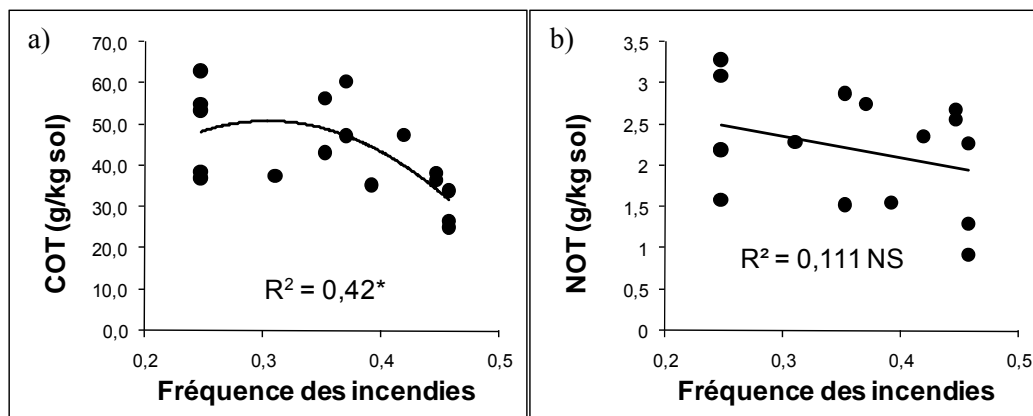 a)
COT (g/kg sol)
70,0
60,0
50,0
40,0
30,0
20,0
10,0
0,0
R² = 0,42*
0,2 0,3 0,4 0,5
Fréquence des incendies
b)
NOT (g/kg sol)
3,5
3
2,5
2
1,5
1
0,5
0
R² = 0,111 NS
0,2 0,3 0,4 0,5
Fréquence des incendies